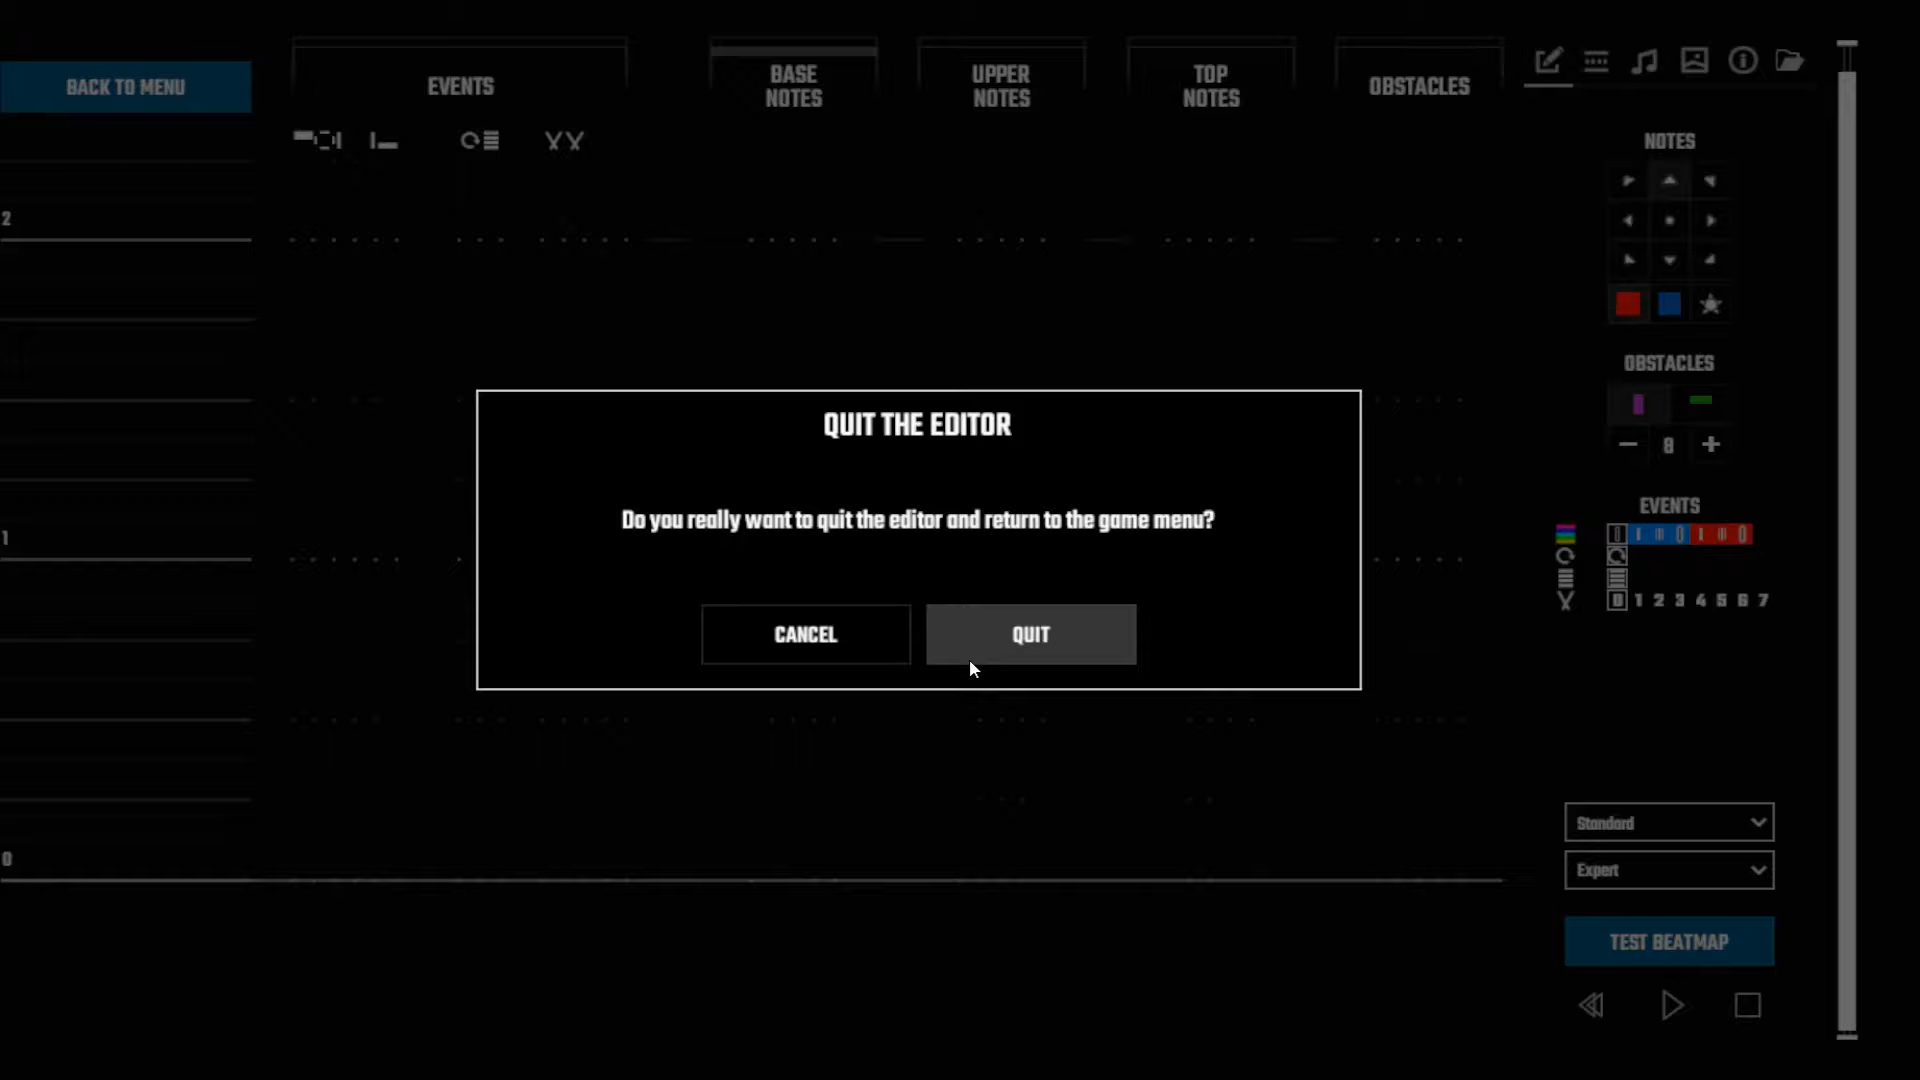 BACK TO MENU
EVENTS
BASE
NOTES
UPPER
NOTES
TOP
NOTES
OBSTACLES
NOTES
2
OBSTACLES
8
QUIT THE EDITOR
Do you really want to quit the editor and return to the game menu?
EVENTS
1
0 1 2 3 4 5 6 7
CANCEL
QUIT
Standard
0
Expert
TEST BEATMAP